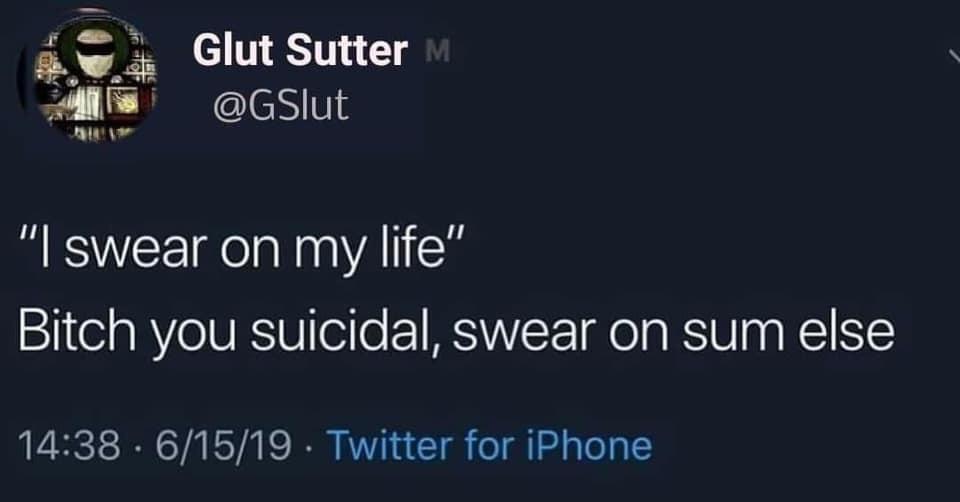 Glut Sutter M
@GSlut
"I swear on my life"
Bitch you suicidal, swear on sum else
14:38 · 6/15/19 · Twitter for iPhone